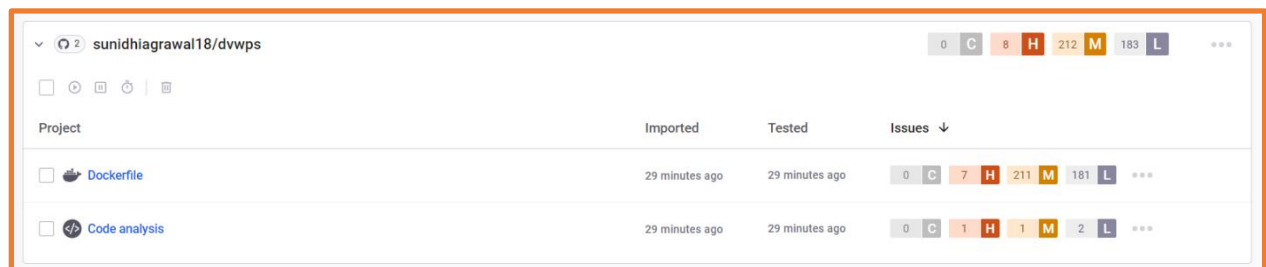 2 sunidhiagrawal18/dvwps 0 C 8 H 212 M 183 L
Project Imported Tested Issues
Dockerfile 29 minutes ago 29 minutes ago 0 C 7 H 211 M 181 L
Code analysis 29 minutes ago 29 minutes ago 0 C 1 H 1 M 2 L